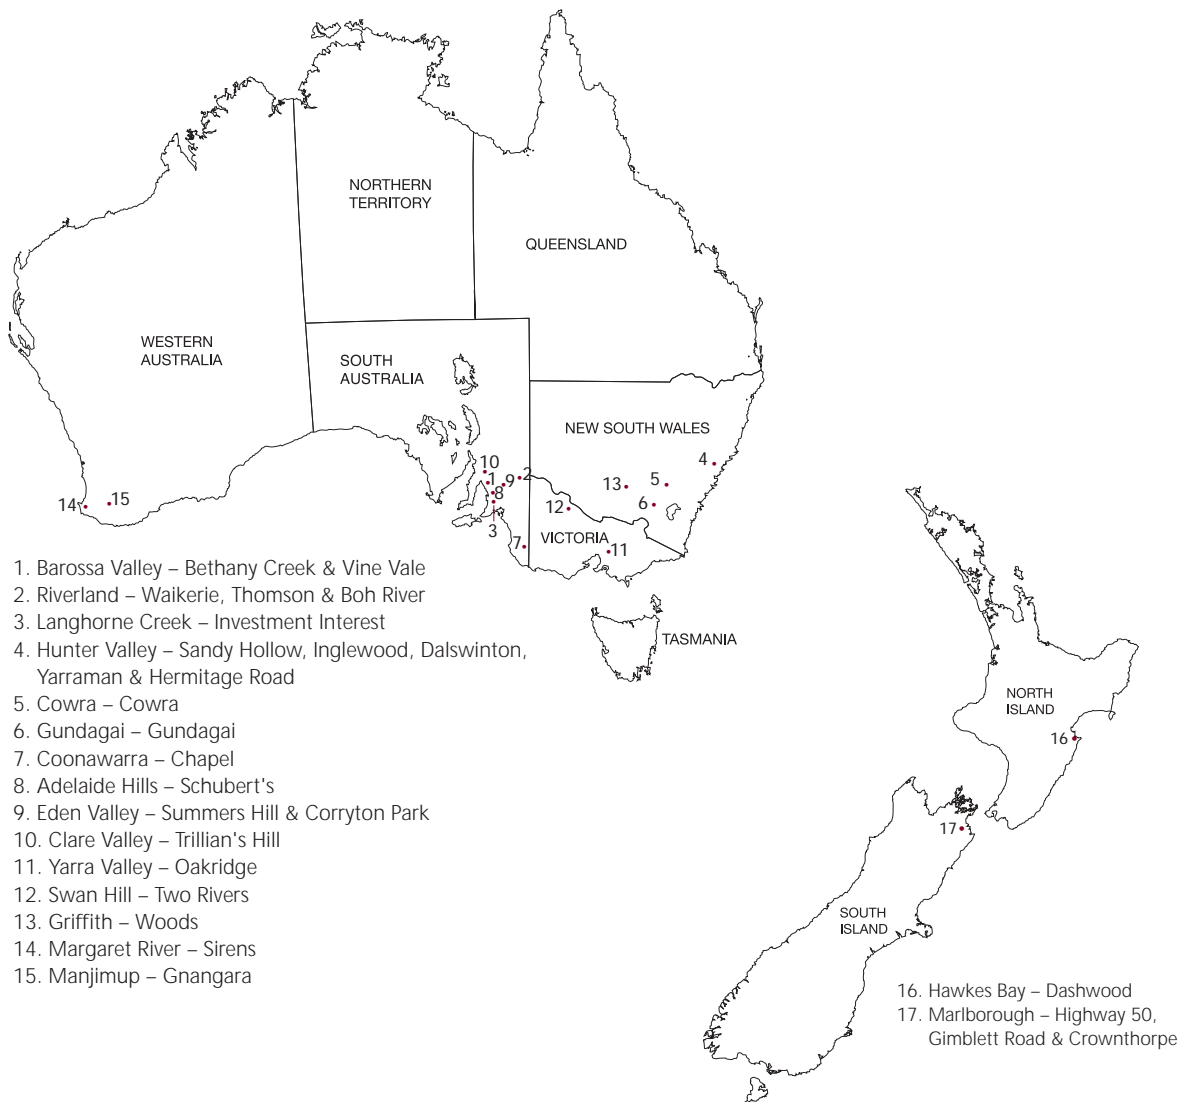 NORTHERN
TERRITORY
QUEENSLAND
WESTERN
AUSTRALIA
SOUTH
AUSTRALIA
NEW SOUTH WALES
4
10
1
9
2
8
13
5
6
14
15
12
3
7
VICTORIA
11
TASMANIA
1. Barossa Valley – Bethany Creek & Vine Vale
2. Riverland – Waikerie, Thomson & Boh River
3. Langhorne Creek – Investment Interest
4. Hunter Valley – Sandy Hollow, Inglewood, Dalswinton,
Yarraman & Hermitage Road
5. Cowra – Cowra
6. Gundagai – Gundagai
7. Coonawarra – Chapel
8. Adelaide Hills – Schubert's
9. Eden Valley – Summers Hill & Corryton Park
10. Clare Valley – Trillian's Hill
11. Yarra Valley – Oakridge
12. Swan Hill – Two Rivers
13. Griffith – Woods
14. Margaret River – Sirens
15. Manjimup – Gnangara
NORTH
ISLAND
16
17
SOUTH
ISLAND
16. Hawkes Bay – Dashwood
17. Marlborough – Highway 50,
Gimblett Road & Crownthorpe